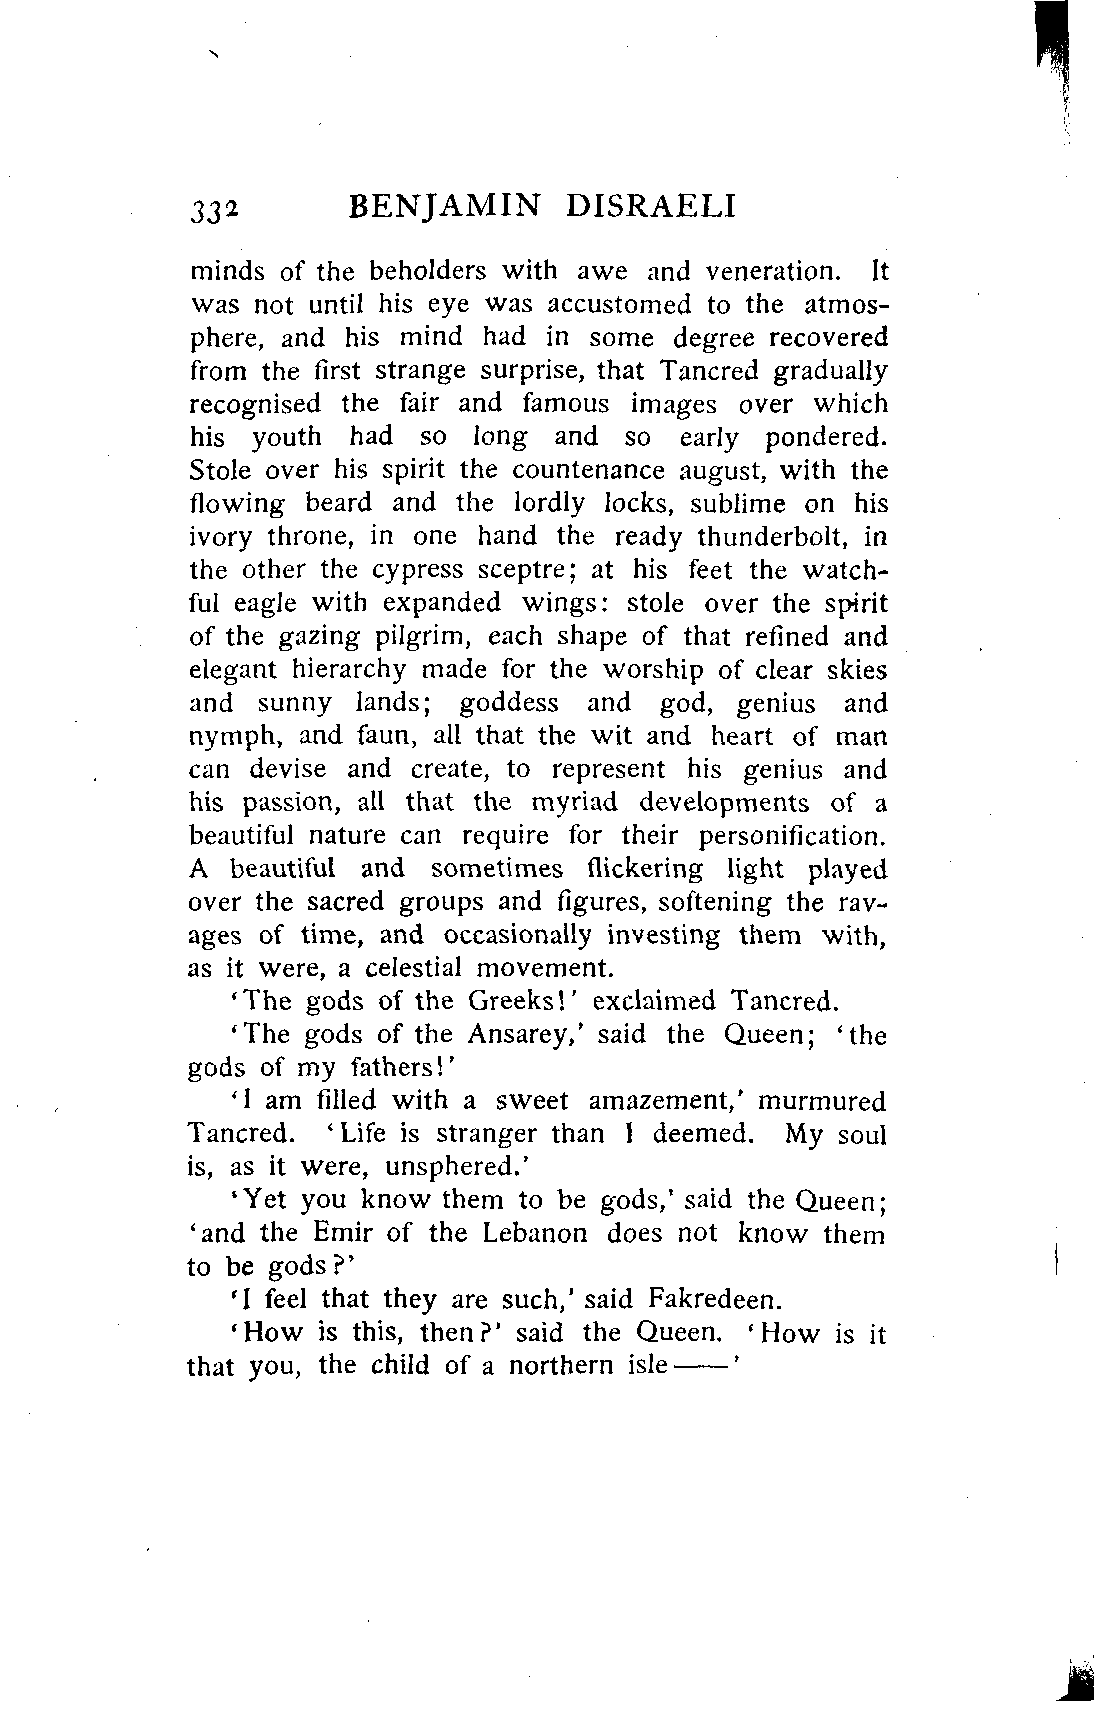 332 BENJAMIN DISRAELI
minds of the beholders with awe and veneration. It
was not until his eye was accustomed to the atmos-
phere, and his mind had in some degree recovered
from the first strange surprise, that Tancred gradually
recognised the fair and famous images over which
his youth had so long and so early pondered.
Stole over his spirit the countenance august, with the
flowing beard and the lordly locks, sublime on his
ivory throne, in one hand the ready thunderbolt, in
the other the cypress sceptre; at his feet the watch-
ful eagle with expanded wings: stole over the spirit
of the gazing pilgrim, each shape of that refined and
elegant hierarchy made for the worship of clear skies
and sunny lands; goddess and god, genius and
nymph, and faun, all that the wit and heart of man
can devise and create, to represent his genius and
his passion, all that the myriad developments of a
beautiful nature can require for their personification.
A beautiful and sometimes flickering light played
over the sacred groups and figures, softening the rav-
ages of time, and occasionally investing them with,
as it were, a celestial movement.
'The gods of the Greeks!' exclaimed Tancred.
'The gods of the Ansarey,' said the Queen; 'the
gods of my fathers!'
'I am filled with a sweet amazement,' murmured
Tancred. 'Life is stranger than I deemed. My soul
is, as it were, unsphered.'
'Yet you know them to be gods,' said the Queen;
'and the Emir of the Lebanon does not know them
to be gods?'
'I feel that they are such,' said Fakredeen.
'How is this, then?' said the Queen. 'How is it
that you, the child of a northern isle——'